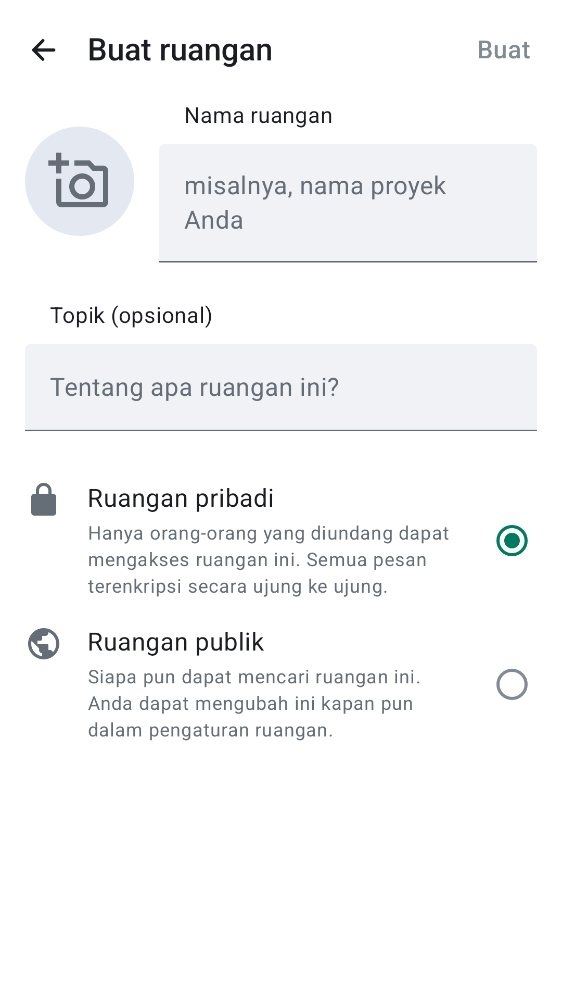 Buat ruangan
Buat
Nama ruangan
misalnya, nama proyek
Anda
Topik (opsional)
Tentang apa ruangan ini?
Ruangan pribadi
Hanya orang-orang yang diundang dapat
mengakses ruangan ini. Semua pesan
terenkripsi secara ujung ke ujung.
Ruangan publik
Siapa pun dapat mencari ruangan ini.
Anda dapat mengubah ini kapan pun
dalam pengaturan ruangan.